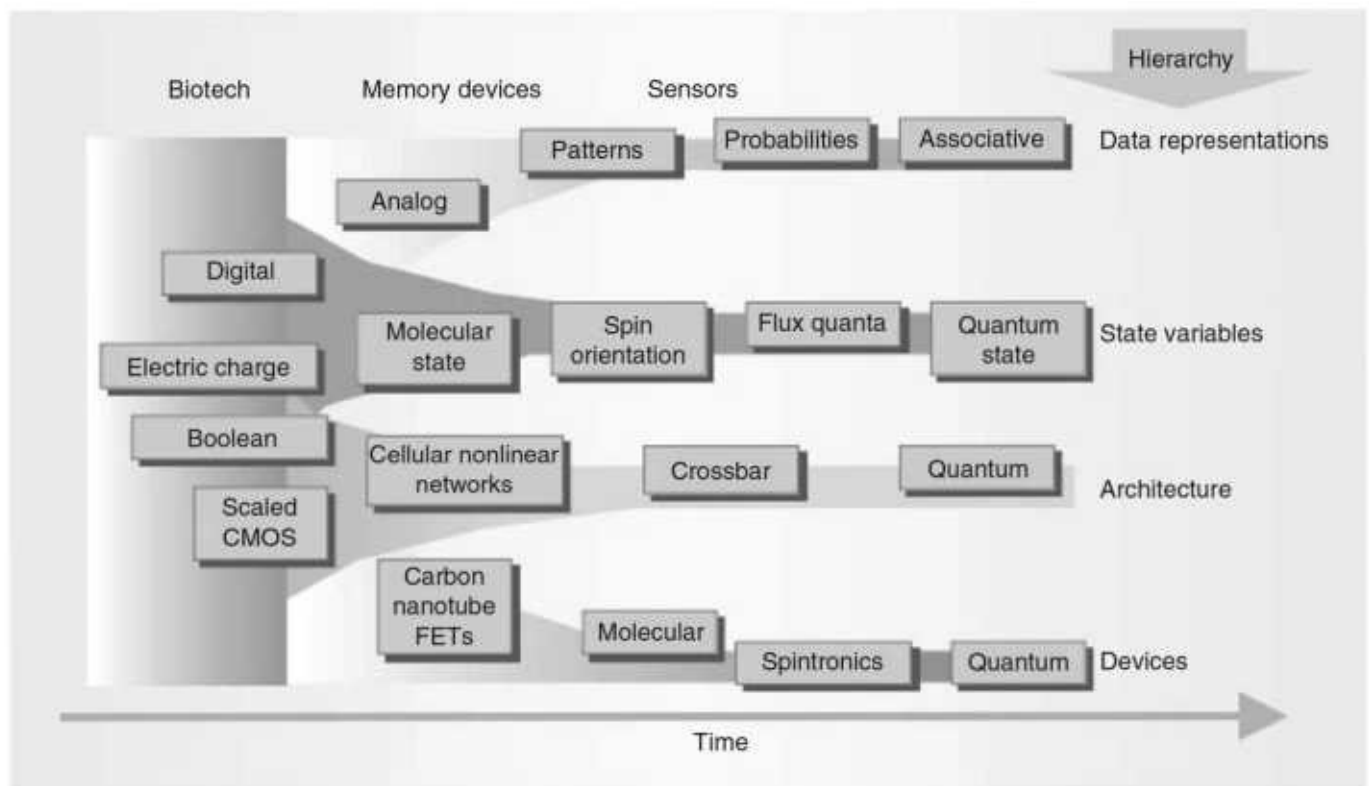 Hierarchy
Biotech
Memory devices
Sensors
Patterns
Probabilities
Associative
Data representations
Analog
Digital
Molecular
state
Spin
orientation
Flux quanta
Quantum
state
State variables
Electric charge
Boolean
Cellular nonlinear
networks
Crossbar
Quantum
Architecture
Scaled
CMOS
Carbon
nanotube
FETs
Molecular
Spintronics
Quantum
Devices
Time